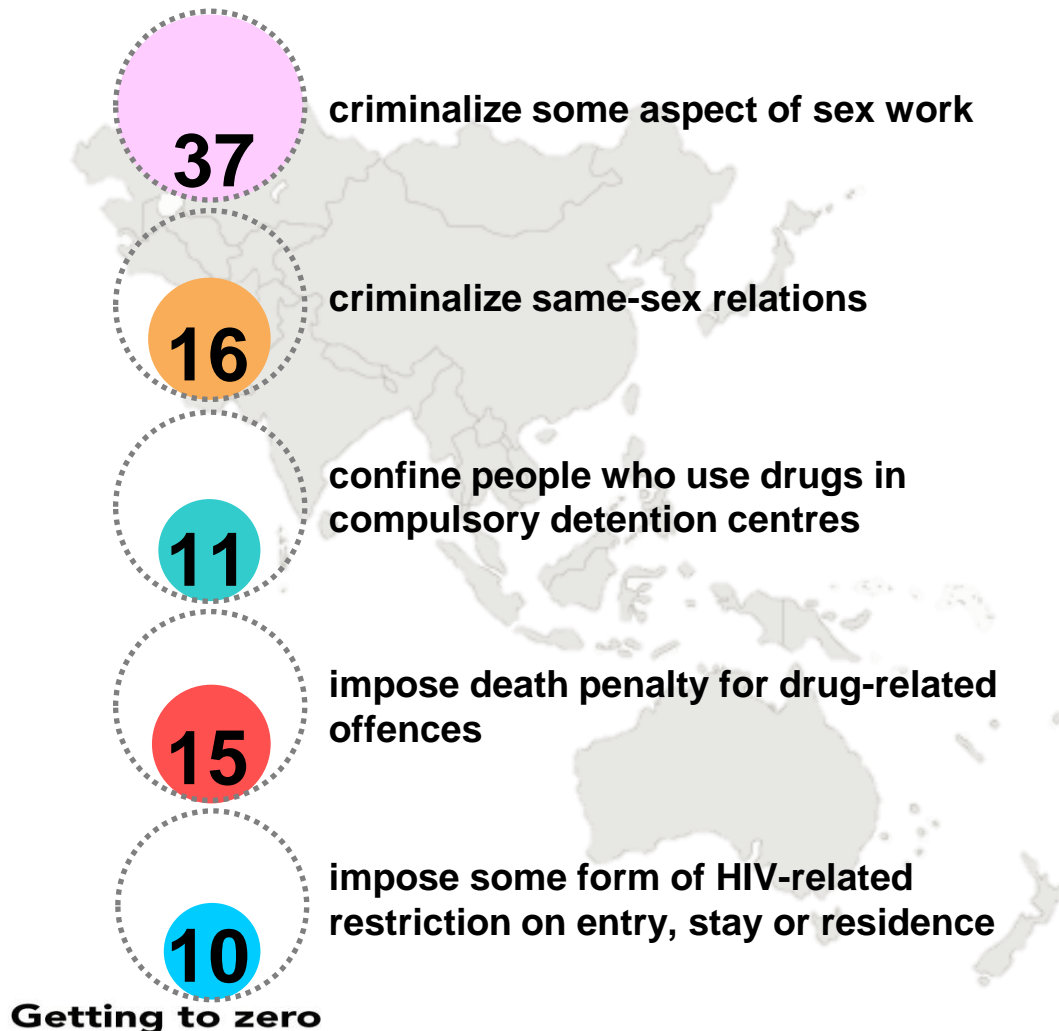 37
criminalize some aspect of sex work
16
criminalize same-sex relations
11
confine people who use drugs in
compulsory detention centres
15
impose death penalty for drug-related
offences
10
impose some form of HIV-related
restriction on entry, stay or residence
Getting to zero